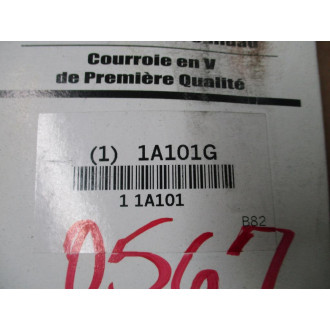 Courroie en V
de Première Qualité
(1) 1A101G
1 1A101
B82
0567